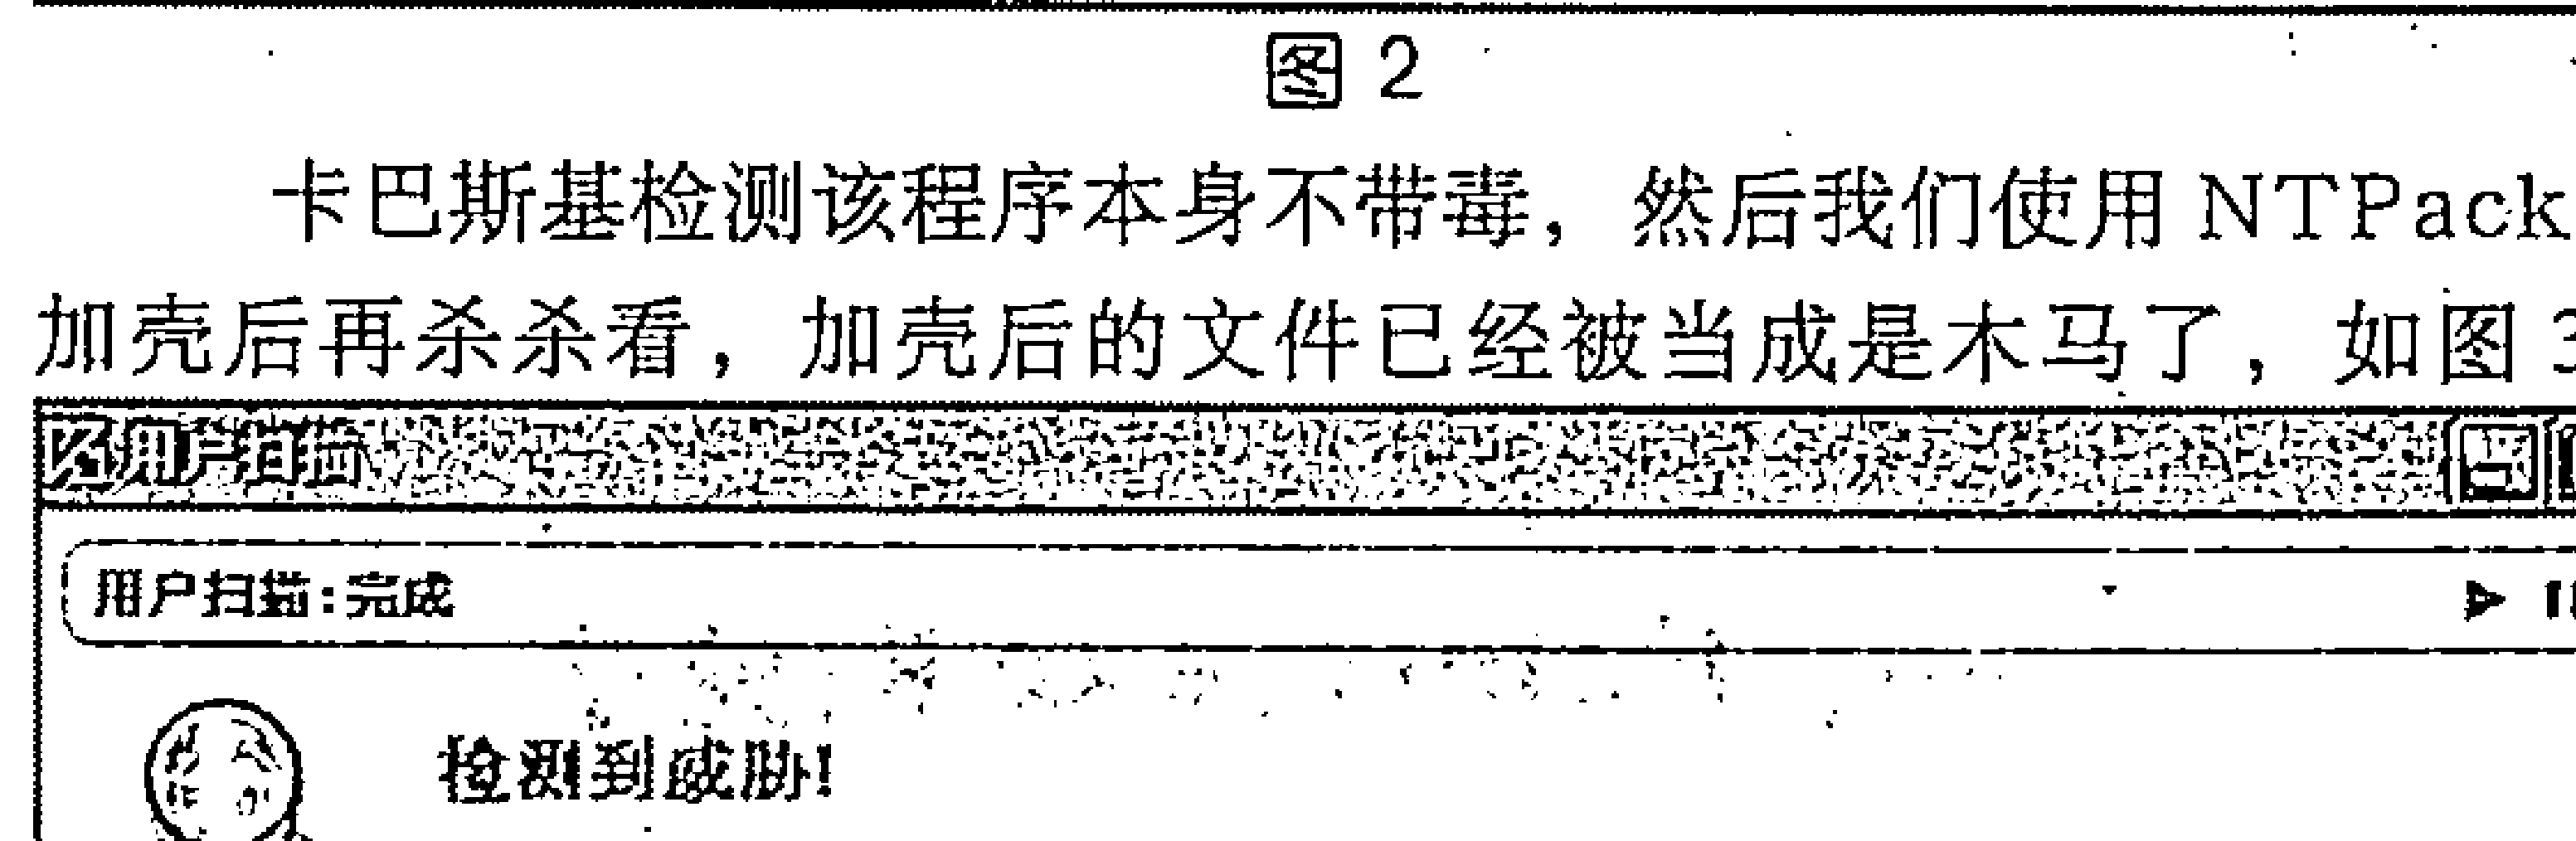 图 2
卡巴斯基检测该程序本身不带毒，然后我们使用 NTPack
加壳后再杀杀看，加壳后的文件已经被当成是木马了，如图 3
用户扫描
用户扫描:完成
检测到威胁!